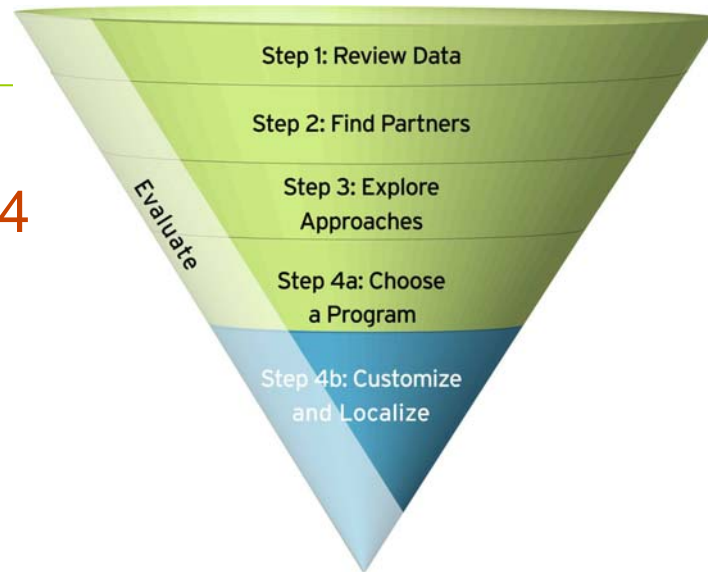 4
Step 1: Review Data
Step 2: Find Partners
Step 3: Explore
Approaches
Step 4a: Choose
a Program
Step 4b: Customize
and Localize
Evaluate